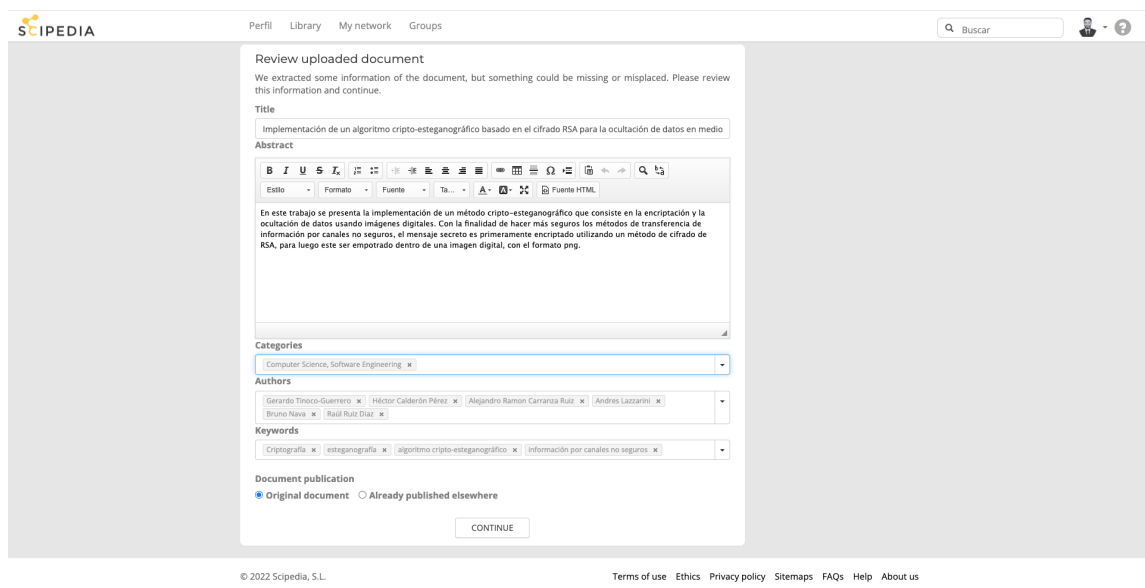 SCIPEDIA
Perfil Library My network Groups
Buscar
Review uploaded document
We extracted some information of the document, but something could be missing or misplaced. Please review
this information and continue.
Title
Implementación de un algoritmo cripto-esteganográfico basado en el cifrado RSA para la ocultación de datos en medio
Abstract
Estilo Formato Fuente Ta... Fuente HTML
En este trabajo se presenta la implementación de un método cripto-esteganográfico que consiste en la encriptación y la
ocultación de datos usando imágenes digitales. Con la finalidad de hacer más seguros los métodos de transferencia de
información por canales no seguros, el mensaje secreto es primeramente encriptado utilizando un método de cifrado de
RSA, para luego este ser empotrado dentro de una imagen digital, con el formato png.
Categories
Computer Science, Software Engineering
Authors
Gerardo Tinoco-Guerrero Héctor Calderón Pérez Alejandro Ramon Carranza Ruiz Andres Lazzarini
Bruno Nava Raúl Ruiz Diaz
Keywords
Criptografía esteganografía algoritmo cripto-esteganográfico información por canales no seguros
Document publication
Original document Already published elsewhere
CONTINUE
© 2022 Scipedia, S.L. Terms of use Ethics Privacy policy Sitemaps FAQs Help About us